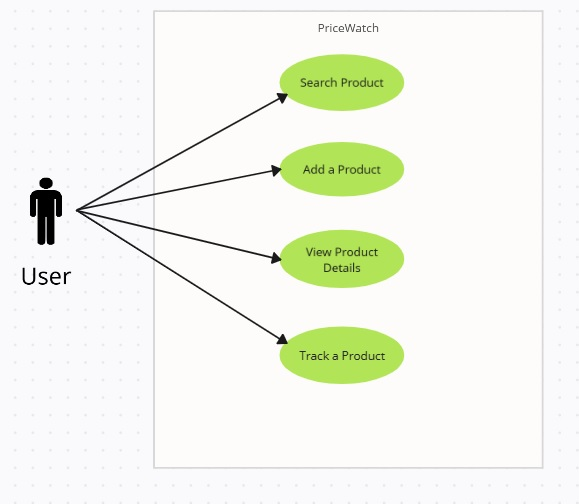 PriceWatch
Search Product
Add a Product
View Product
Details
Track a Product
User